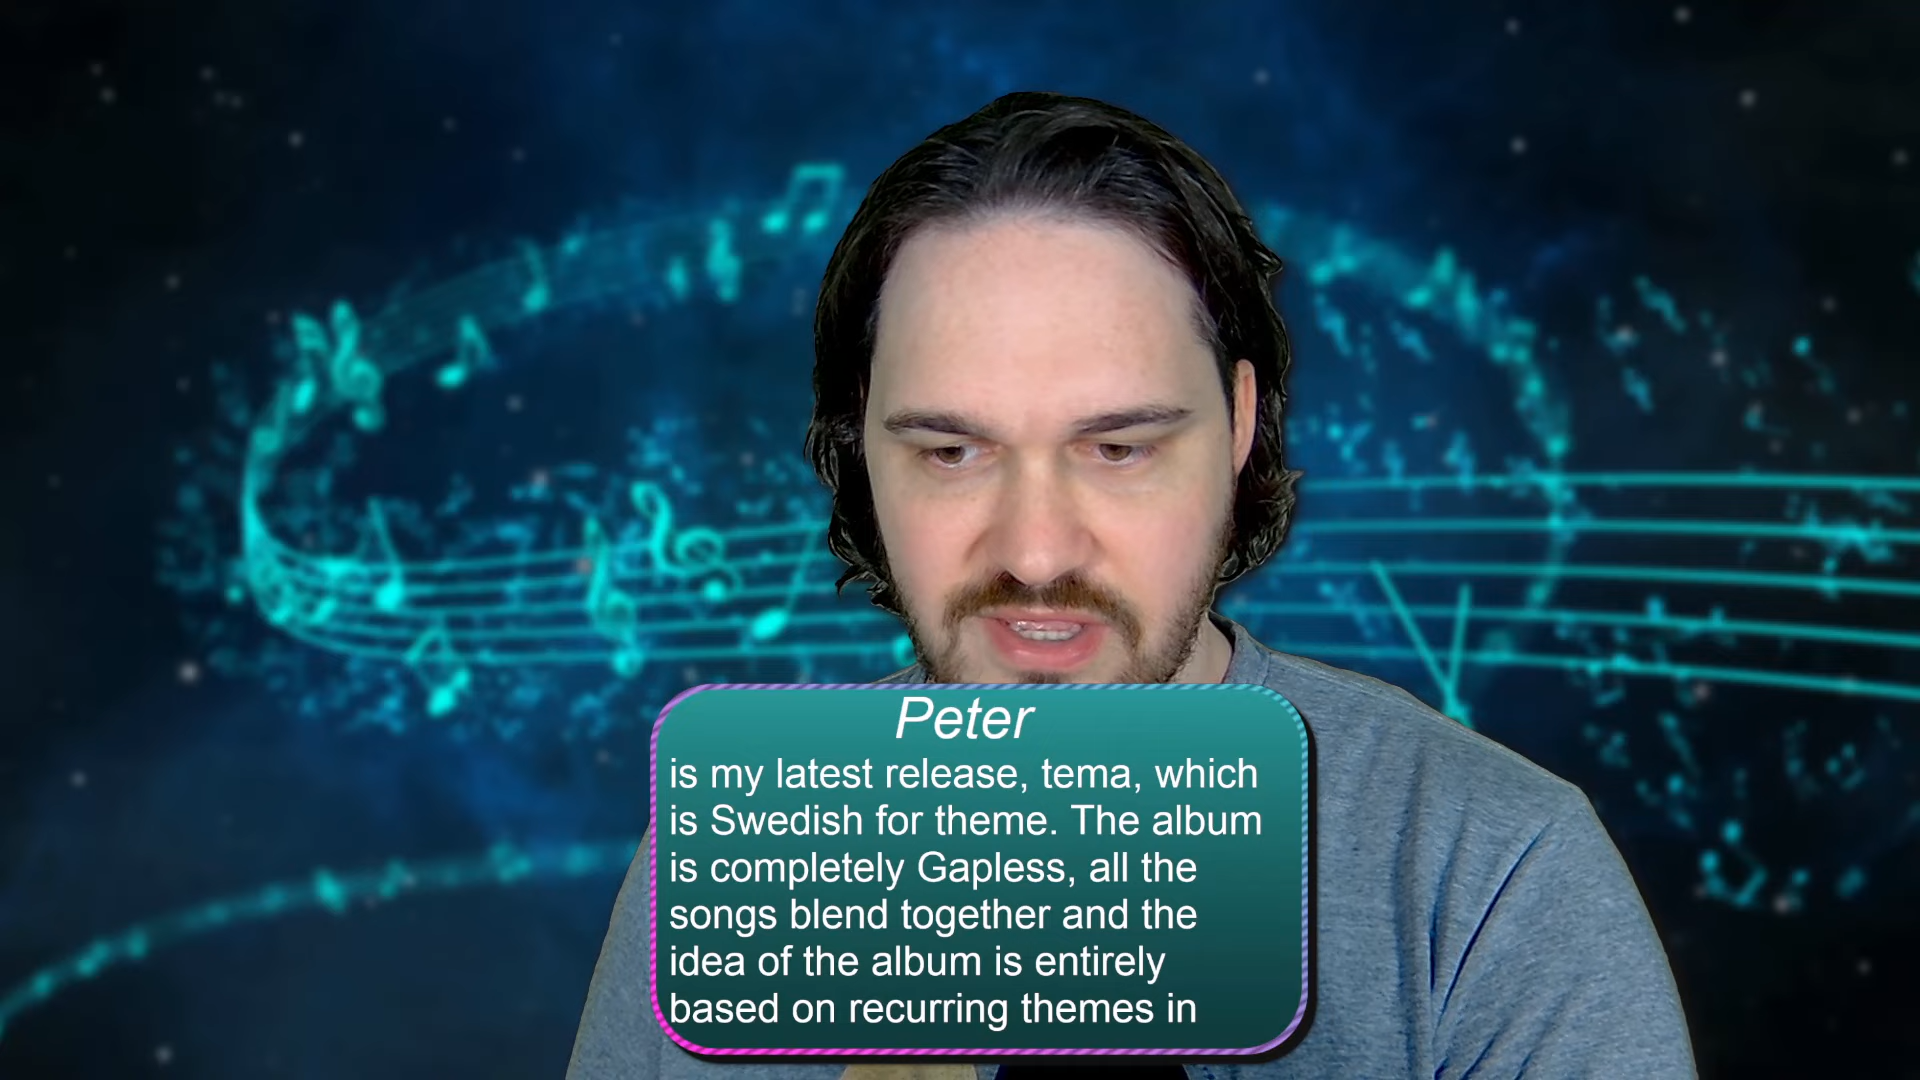 Peter
is my latest release, tema, which
is Swedish for theme. The album
is completely Gapless, all the
songs blend together and the
idea of the album is entirely
based on recurring themes in